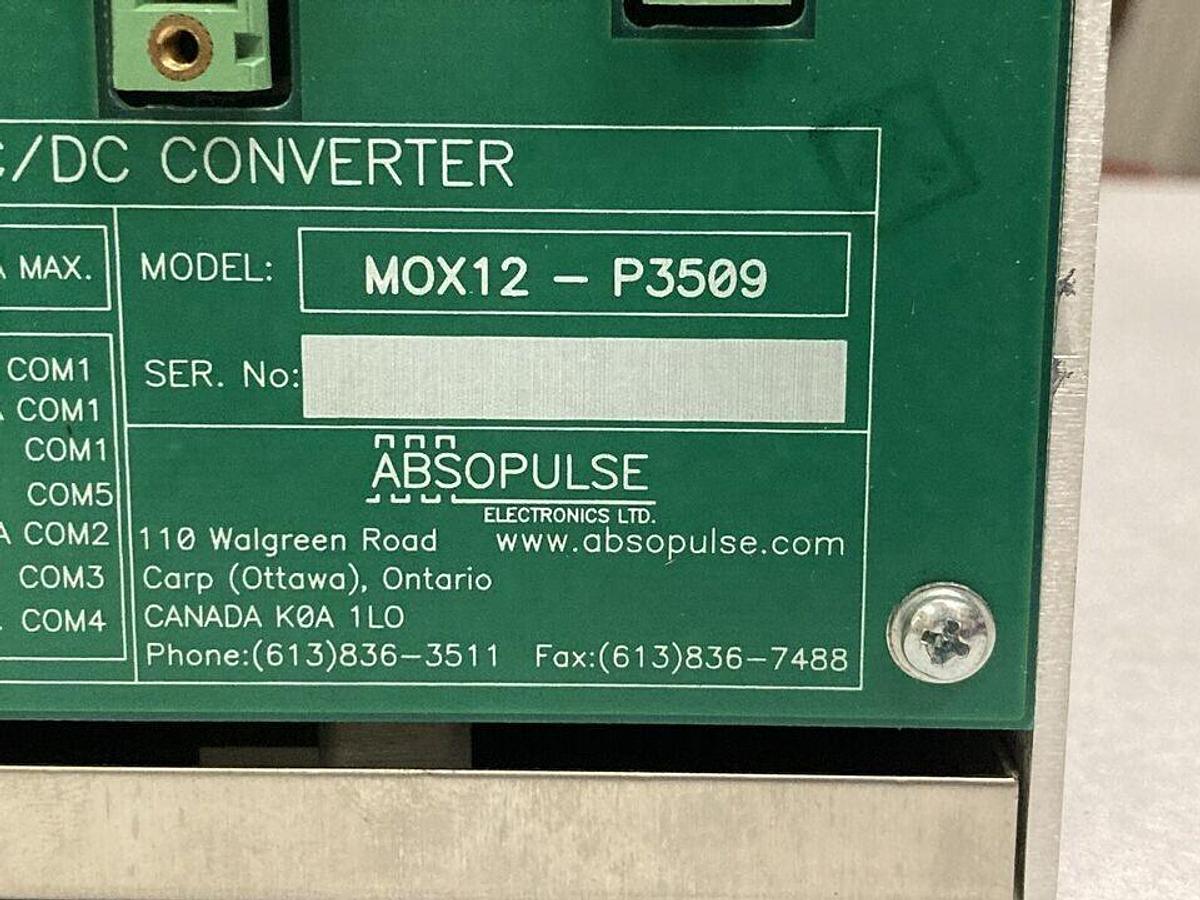 C/DC CONVERTER
A MAX.
MODEL: MOX12 - P3509
SER. No:
COM1
A COM1
COM1
COM5
A COM2
COM3
COM4
ABSOPULSE
ELECTRONICS LTD.
110 Walgreen Road www.absopulse.com
Carp (Ottawa), Ontario
CANADA K0A 1LO
Phone:(613)836-3511 Fax:(613)836-7488